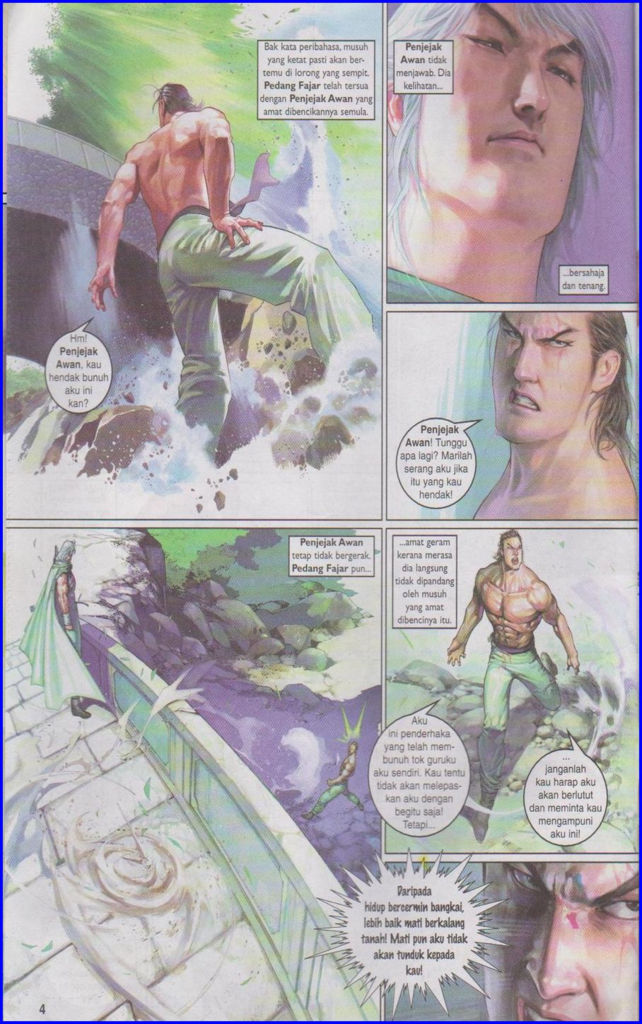 Bak kata peribahasa, musuh
yang ketat pasti akan ber-
temu di lorong yang sempit.
Pedang Fajar telah tersua
dengan Penjejak Awan yang
amat dibencikannya semula.
Hm!
Penjejak
Awan, kau
hendak bunuh
aku ini
kan?
Penjejak
Awan tidak
menjawab. Dia
kelihatan...
...bersahaja
dan tenang.
Penjejak
Awan! Tunggu
apa lagi? Marilah
serang aku jika
itu yang kau
hendak!
Penjejak Awan
tetap tidak bergerak.
Pedang Fajar pun...
...amat geram
kerana merasa
dia langsung
tidak dipandang
oleh musuh
yang amat
dibencinya itu.
Aku
ini penderhaka
yang telah mem-
bunuh tok guruku
aku sendiri. Kau tentu
tidak akan melepas-
kan aku dengan
begitu saja!
Tetapi...
...
janganlah
kau harap aku
akan berlutut
dan meminta kau
mengampuni
aku ini!
Daripada
hidup bercermin bangkai,
lebih baik mati berkalang
tanah! Mati pun aku tidak
akan tunduk kepada
kau!
4